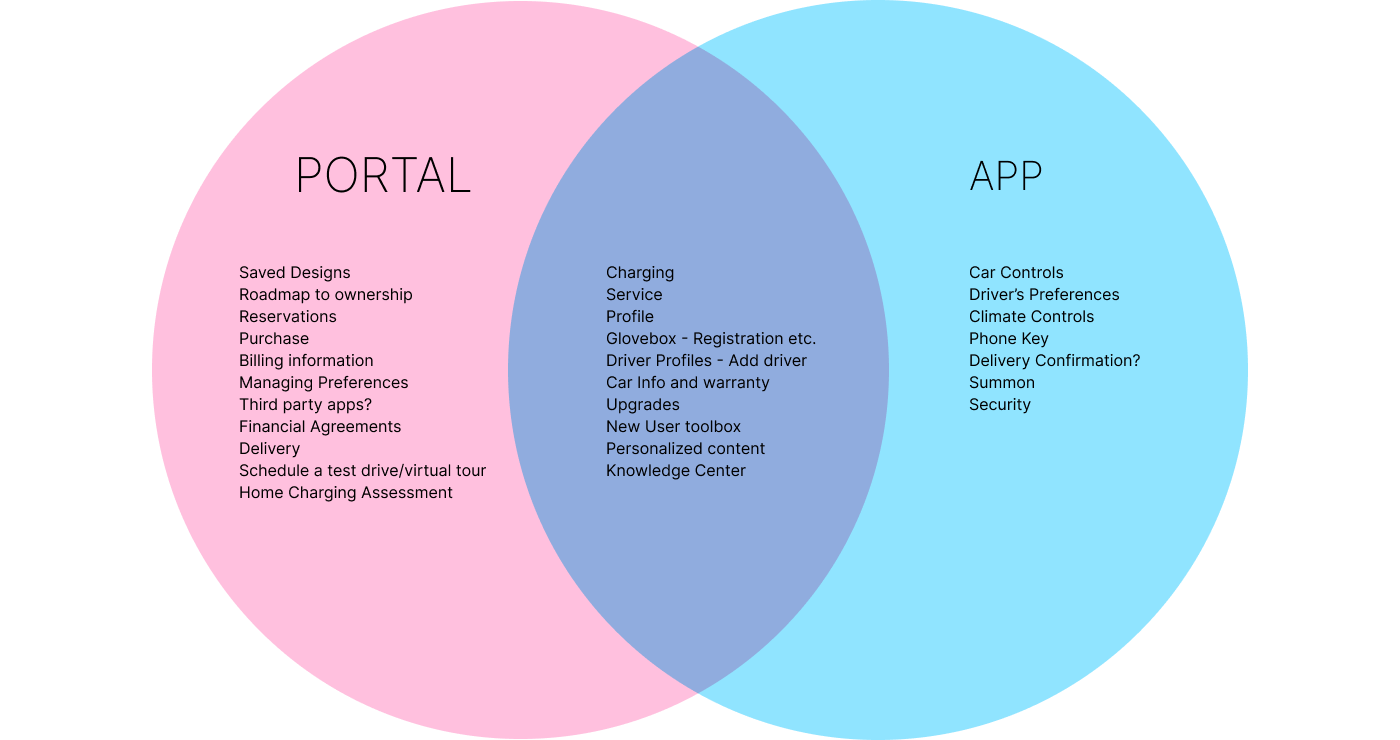 PORTAL
Saved Designs
Roadmap to ownership
Reservations
Purchase
Billing information
Managing Preferences
Third party apps?
Financial Agreements
Delivery
Schedule a test drive/virtual tour
Home Charging Assessment
Charging
Service
Profile
Glovebox - Registration etc.
Driver Profiles - Add driver
Car Info and warranty
Upgrades
New User toolbox
Personalized content
Knowledge Center
APP
Car Controls
Driver’s Preferences
Climate Controls
Phone Key
Delivery Confirmation?
Summon
Security